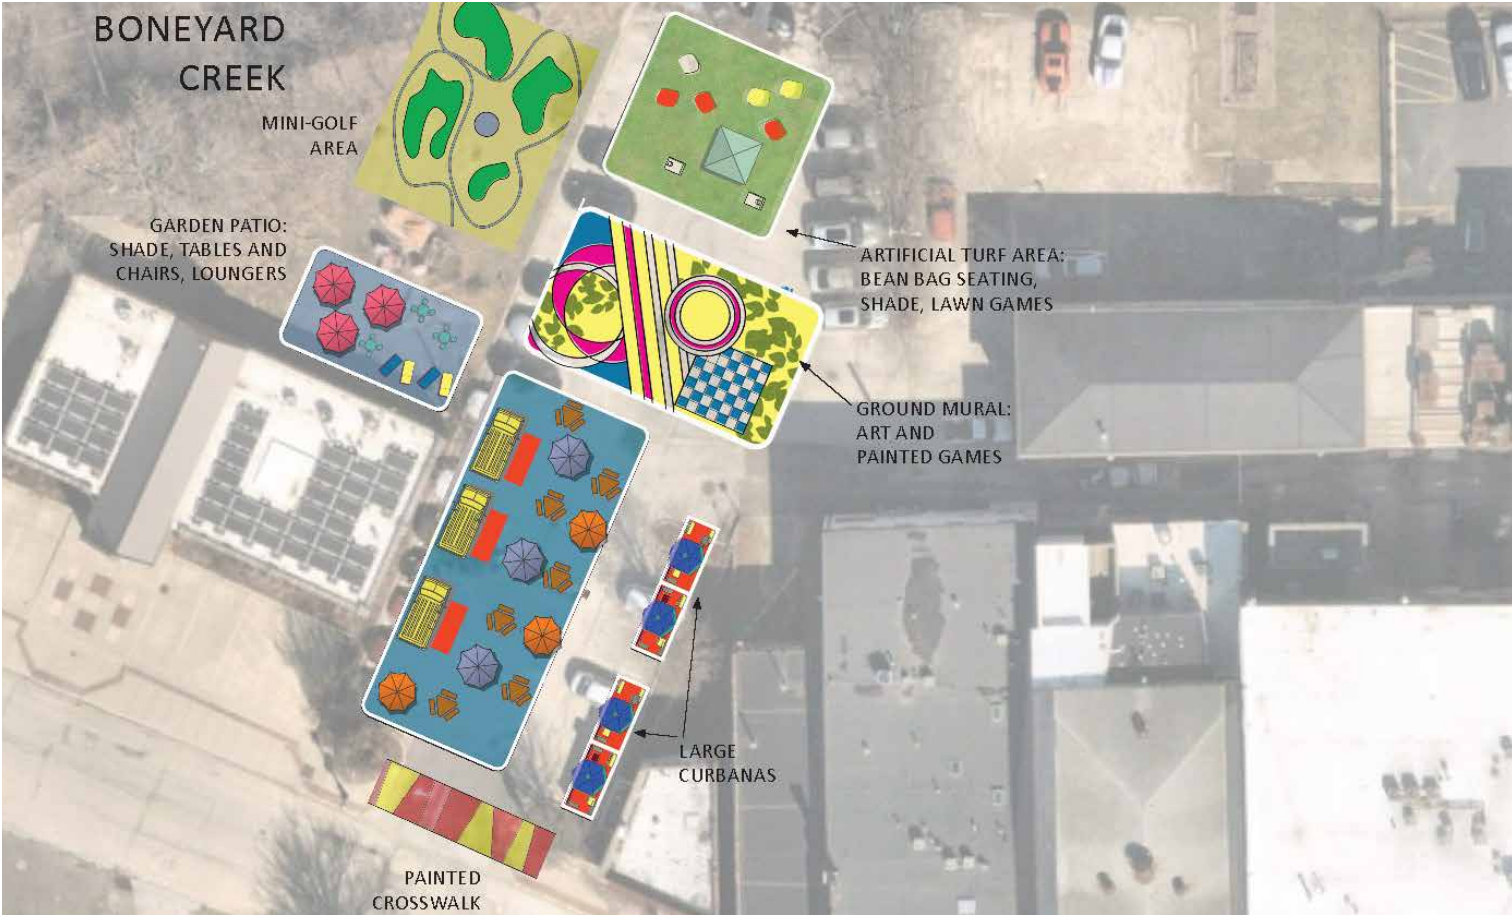 BONEYARD
CREEK
MINI-GOLF
AREA
GARDEN PATIO:
SHADE, TABLES AND
CHAIRS, LOUNGERS
ARTIFICIAL TURF AREA:
BEAN BAG SEATING,
SHADE, LAWN GAMES
GROUND MURAL:
ART AND
PAINTED GAMES
LARGE
CURBANAS
PAINTED
CROSSWALK